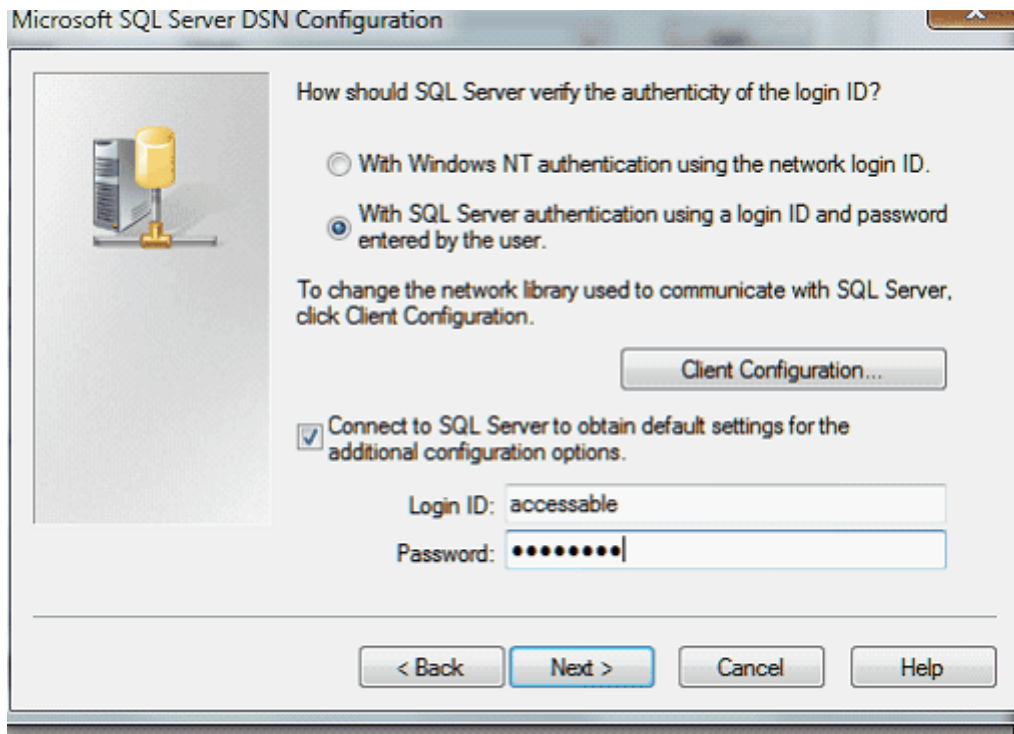 Microsoft SQL Server DSN Configuration
How should SQL Server verify the authenticity of the login ID?
With Windows NT authentication using the network login ID.
With SQL Server authentication using a login ID and password
entered by the user.
To change the network library used to communicate with SQL Server,
click Client Configuration.
Client Configuration...
Connect to SQL Server to obtain default settings for the
additional configuration options.
Login ID: accessable
Password: •••••••••
< Back Next > Cancel Help